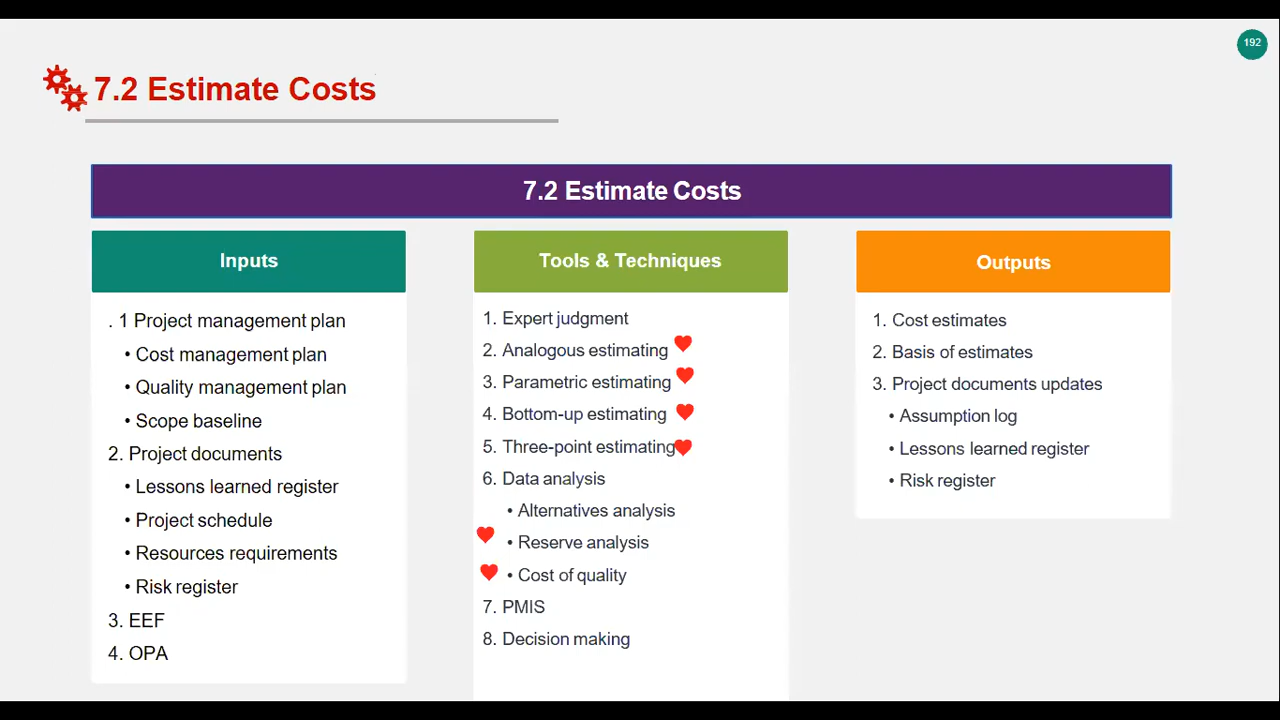 192
7.2 Estimate Costs
7.2 Estimate Costs
Inputs
. 1 Project management plan
• Cost management plan
• Quality management plan
• Scope baseline
2. Project documents
• Lessons learned register
• Project schedule
• Resources requirements
• Risk register
3. EEF
4. OPA
Tools & Techniques
1. Expert judgment
2. Analogous estimating
3. Parametric estimating
4. Bottom-up estimating
5. Three-point estimating
6. Data analysis
• Alternatives analysis
• Reserve analysis
• Cost of quality
7. PMIS
8. Decision making
Outputs
1. Cost estimates
2. Basis of estimates
3. Project documents updates
• Assumption log
• Lessons learned register
• Risk register